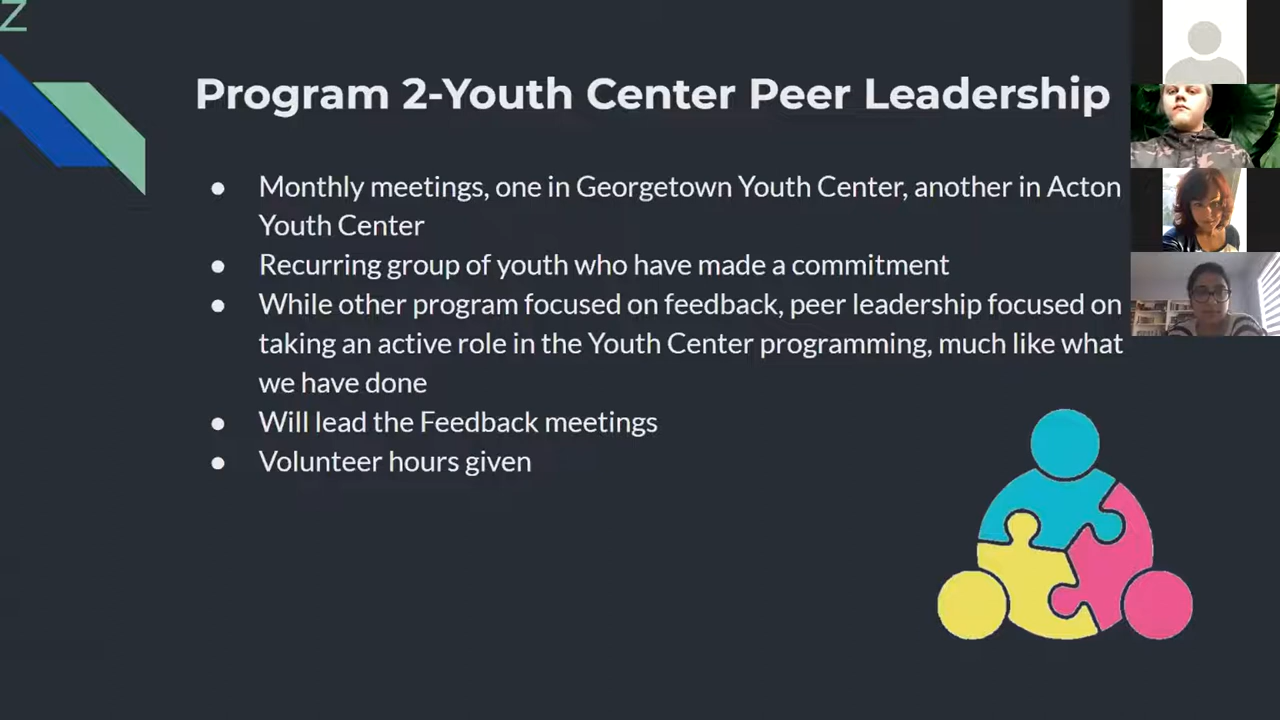 Z
Program 2-Youth Center Peer Leadership
● Monthly meetings, one in Georgetown Youth Center, another in Acton
Youth Center
● Recurring group of youth who have made a commitment
● While other program focused on feedback, peer leadership focused on
taking an active role in the Youth Center programming, much like what
we have done
● Will lead the Feedback meetings
● Volunteer hours given